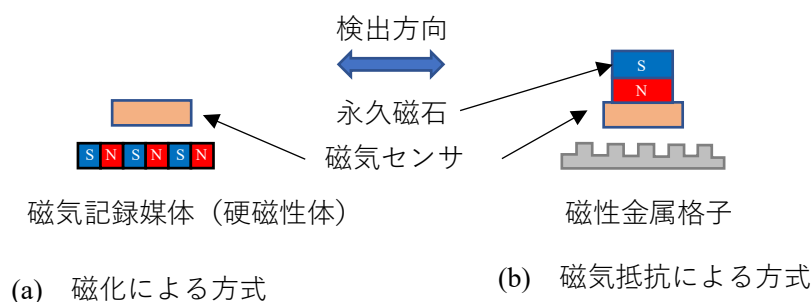 検出方向
S
N
永久磁石
磁気センサ
S N S N S N
磁気記録媒体（硬磁性体）
磁性金属格子
(a) 磁化による方式
(b) 磁気抵抗による方式